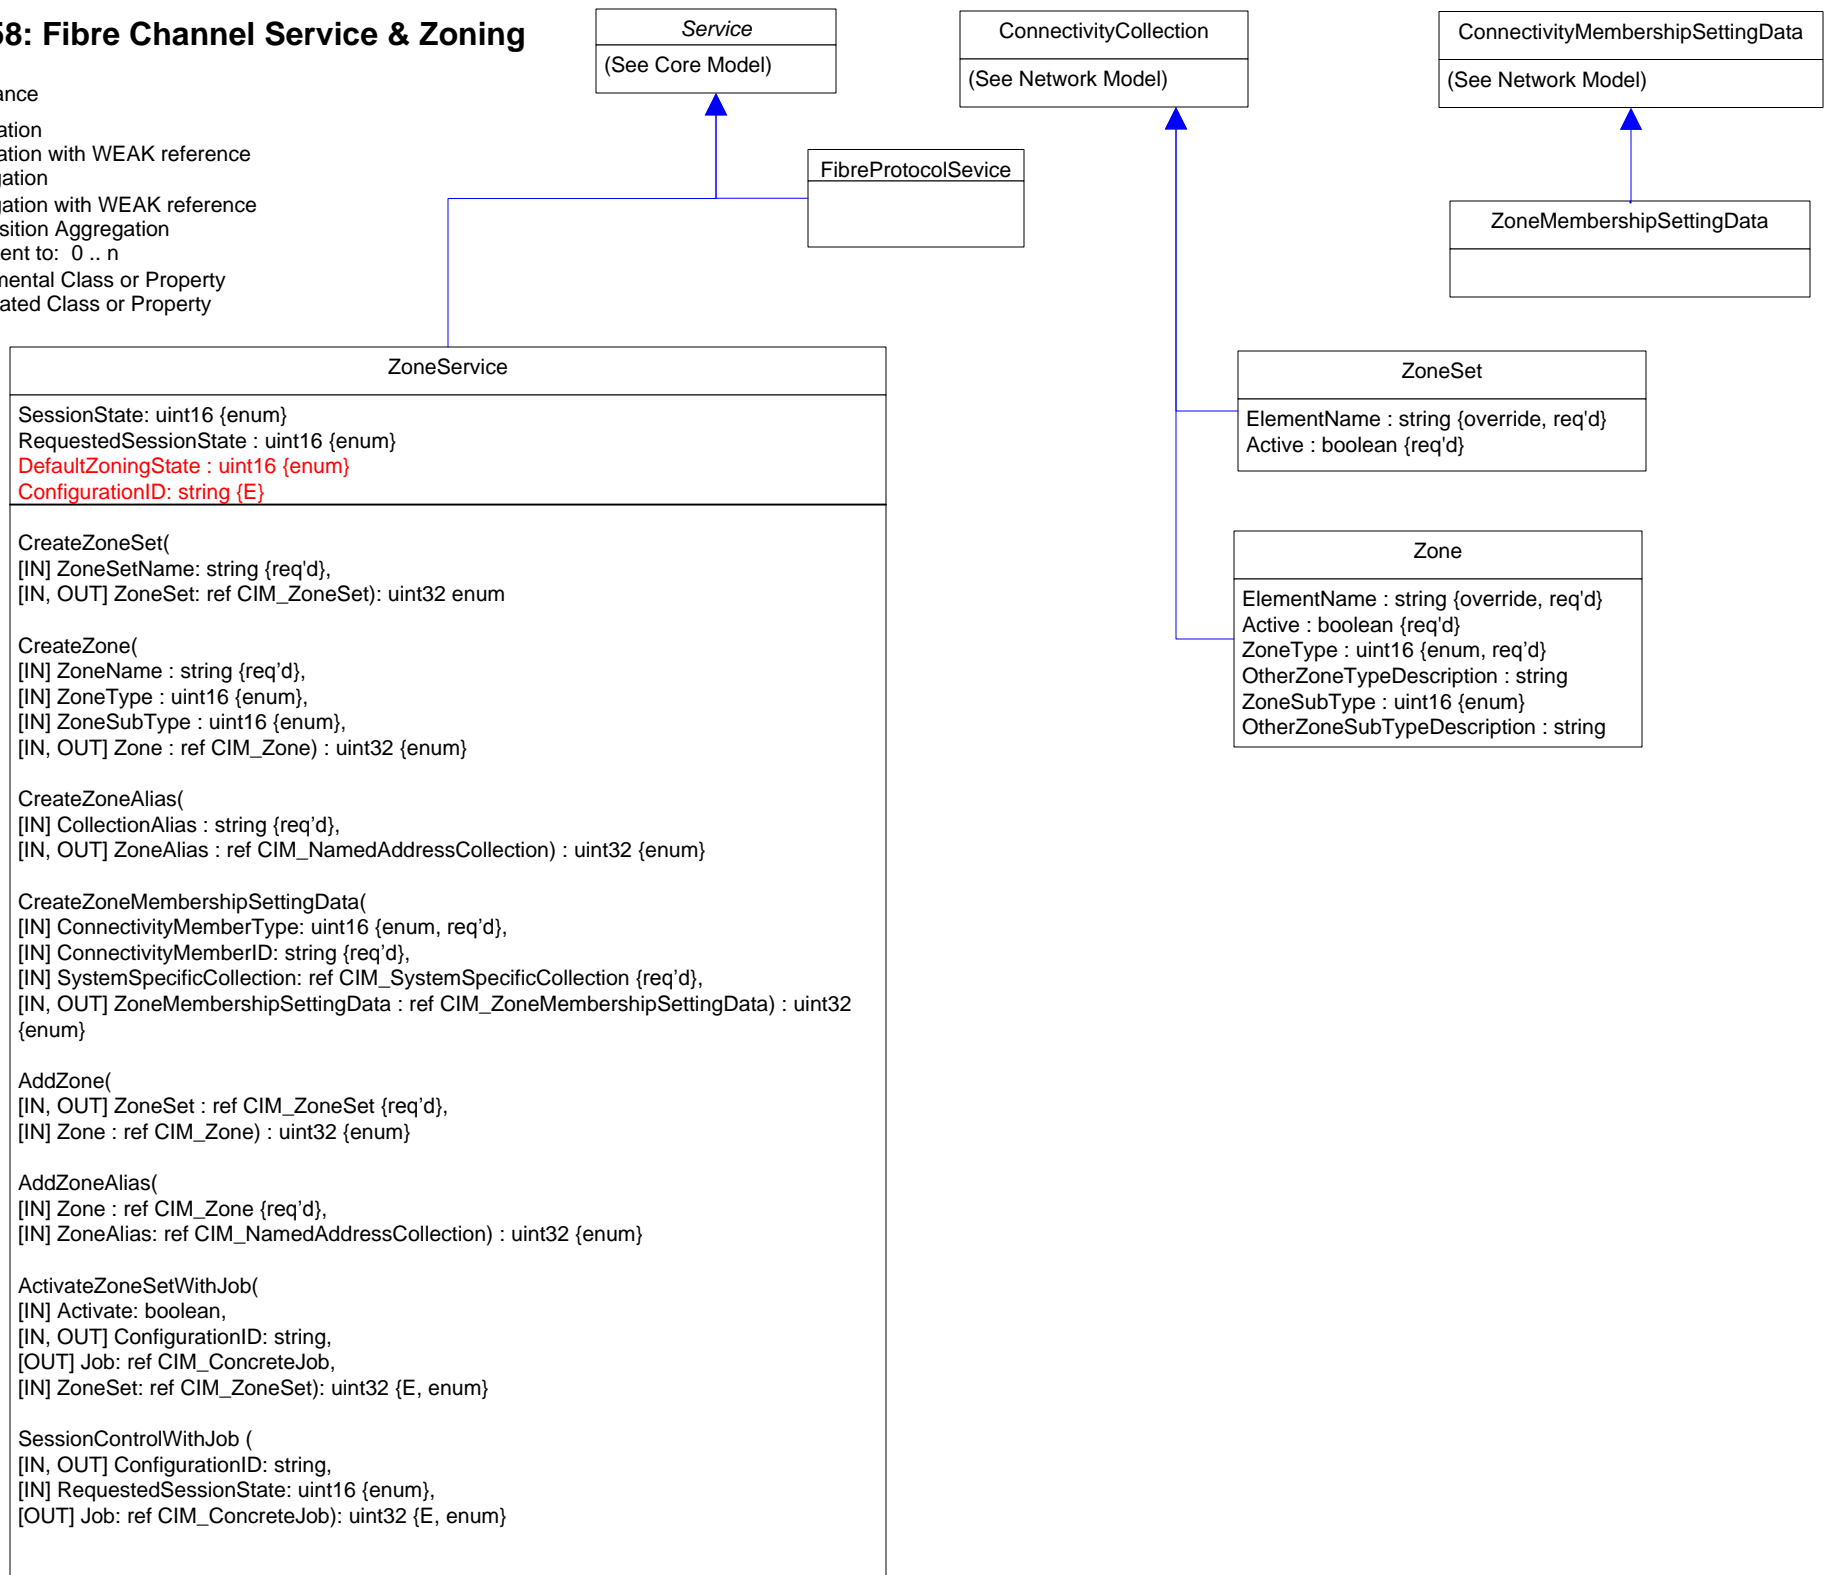 58: Fibre Channel Service & Zoning
ance
ation
ation with WEAK reference
gation
gation with WEAK reference
sition Aggregation
ent to: 0 .. n
mental Class or Property
ated Class or Property
Service
(See Core Model)
FibreProtocolSevice
ConnectivityCollection
(See Network Model)
ConnectivityMembershipSettingData
(See Network Model)
ZoneMembershipSettingData
ZoneService
SessionState: uint16 {enum}
RequestedSessionState : uint16 {enum}
DefaultZoningState : uint16 {enum}
ConfigurationID: string {E}
CreateZoneSet(
[IN] ZoneSetName: string {req'd},
[IN, OUT] ZoneSet: ref CIM_ZoneSet): uint32 enum
CreateZone(
[IN] ZoneName : string {req’d},
[IN] ZoneType : uint16 {enum},
[IN] ZoneSubType : uint16 {enum},
[IN, OUT] Zone : ref CIM_Zone) : uint32 {enum}
CreateZoneAlias(
[IN] CollectionAlias : string {req’d},
[IN, OUT] ZoneAlias : ref CIM_NamedAddressCollection) : uint32 {enum}
CreateZoneMembershipSettingData(
[IN] ConnectivityMemberType: uint16 {enum, req’d},
[IN] ConnectivityMemberID: string {req’d},
[IN] SystemSpecificCollection: ref CIM_SystemSpecificCollection {req’d},
[IN, OUT] ZoneMembershipSettingData : ref CIM_ZoneMembershipSettingData) : uint32
{enum}
AddZone(
[IN, OUT] ZoneSet : ref CIM_ZoneSet {req’d},
[IN] Zone : ref CIM_Zone) : uint32 {enum}
AddZoneAlias(
[IN] Zone : ref CIM_Zone {req’d},
[IN] ZoneAlias: ref CIM_NamedAddressCollection) : uint32 {enum}
ActivateZoneSetWithJob(
[IN] Activate: boolean,
[IN, OUT] ConfigurationID: string,
[OUT] Job: ref CIM_ConcreteJob,
[IN] ZoneSet: ref CIM_ZoneSet): uint32 {E, enum}
SessionControlWithJob (
[IN, OUT] ConfigurationID: string,
[IN] RequestedSessionState: uint16 {enum},
[OUT] Job: ref CIM_ConcreteJob): uint32 {E, enum}
ZoneSet
ElementName : string {override, req'd}
Active : boolean {req'd}
Zone
ElementName : string {override, req'd}
Active : boolean {req'd}
ZoneType : uint16 {enum, req’d}
OtherZoneTypeDescription : string
ZoneSubType : uint16 {enum}
OtherZoneSubTypeDescription : string